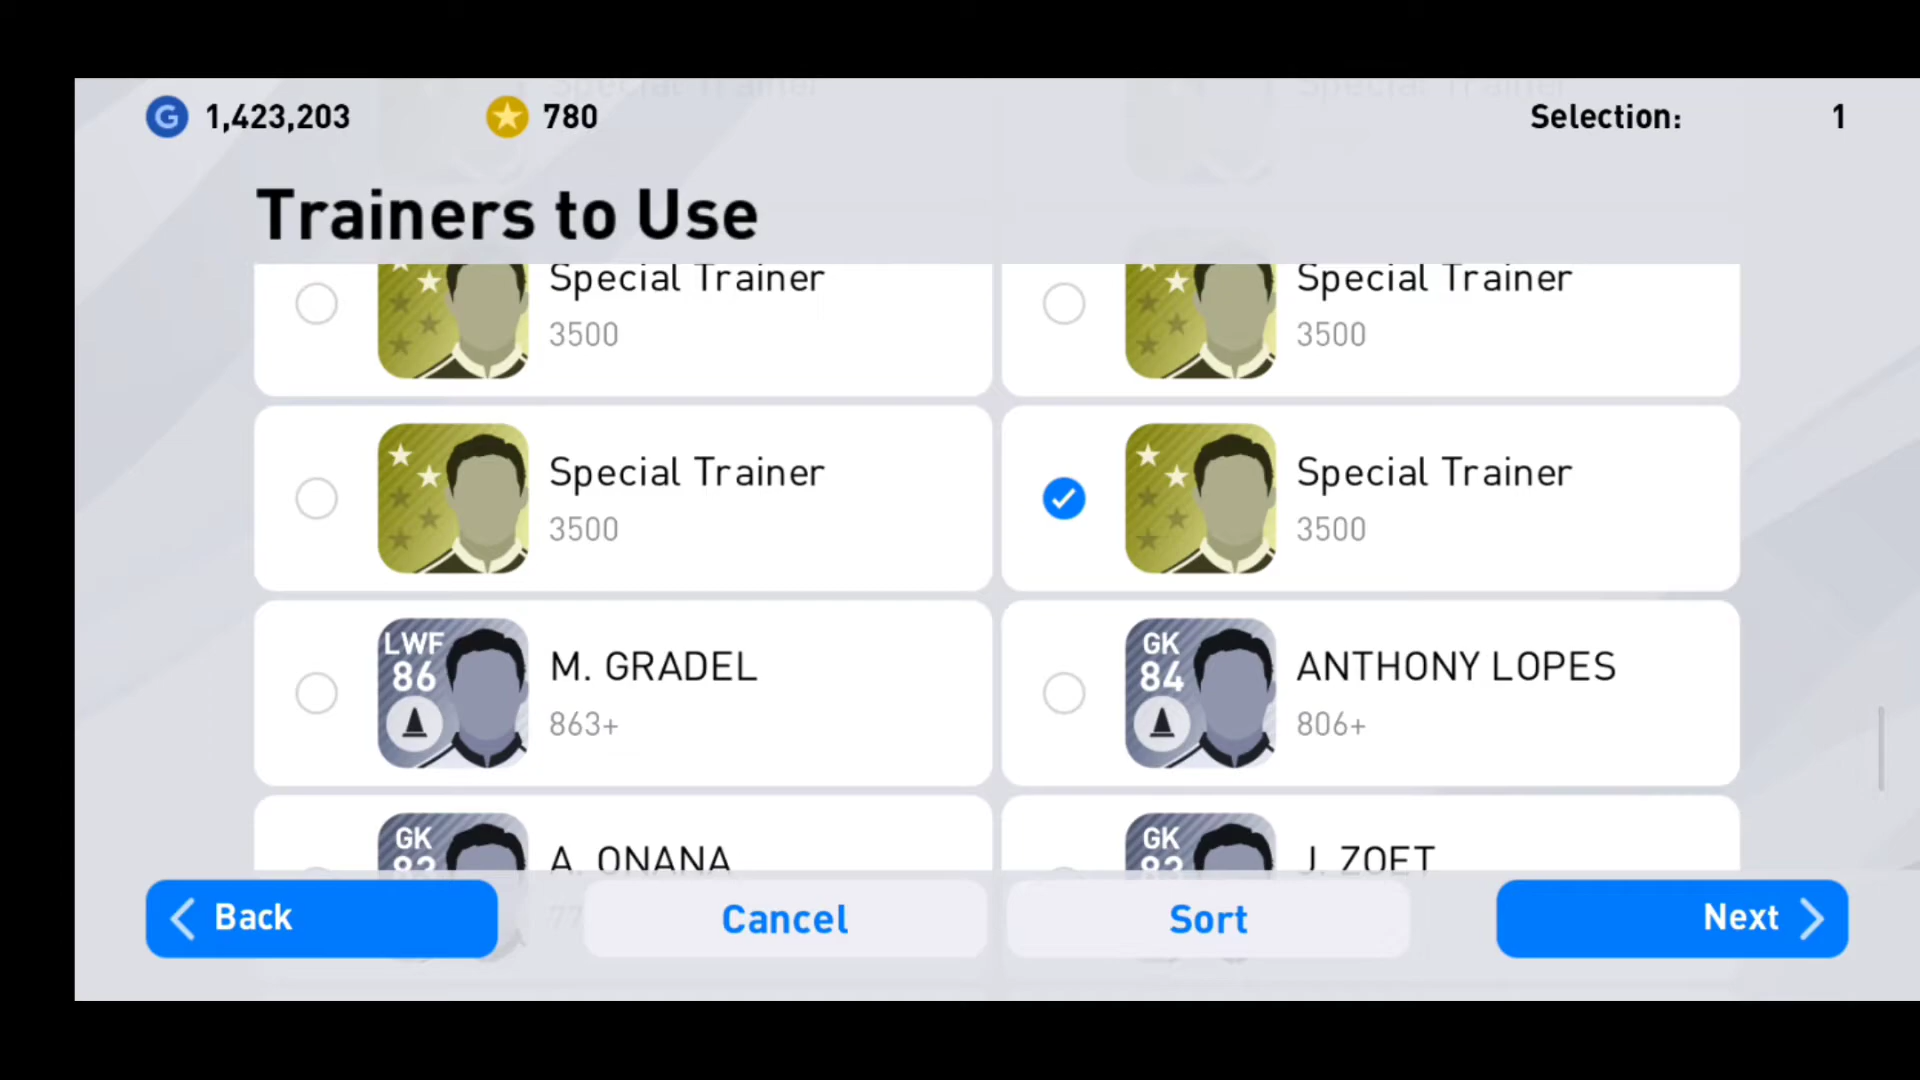 G 1,423,203 780 Selection: 1
Trainers to Use
Special Trainer Special Trainer
3500 3500
Special Trainer Special Trainer
3500 3500
LWF 86 M. GRADEL GK 84 ANTHONY LOPES
863+ 806+
GK 83 A. ONANA GK 83 J. ZOET
Back Cancel Sort Next